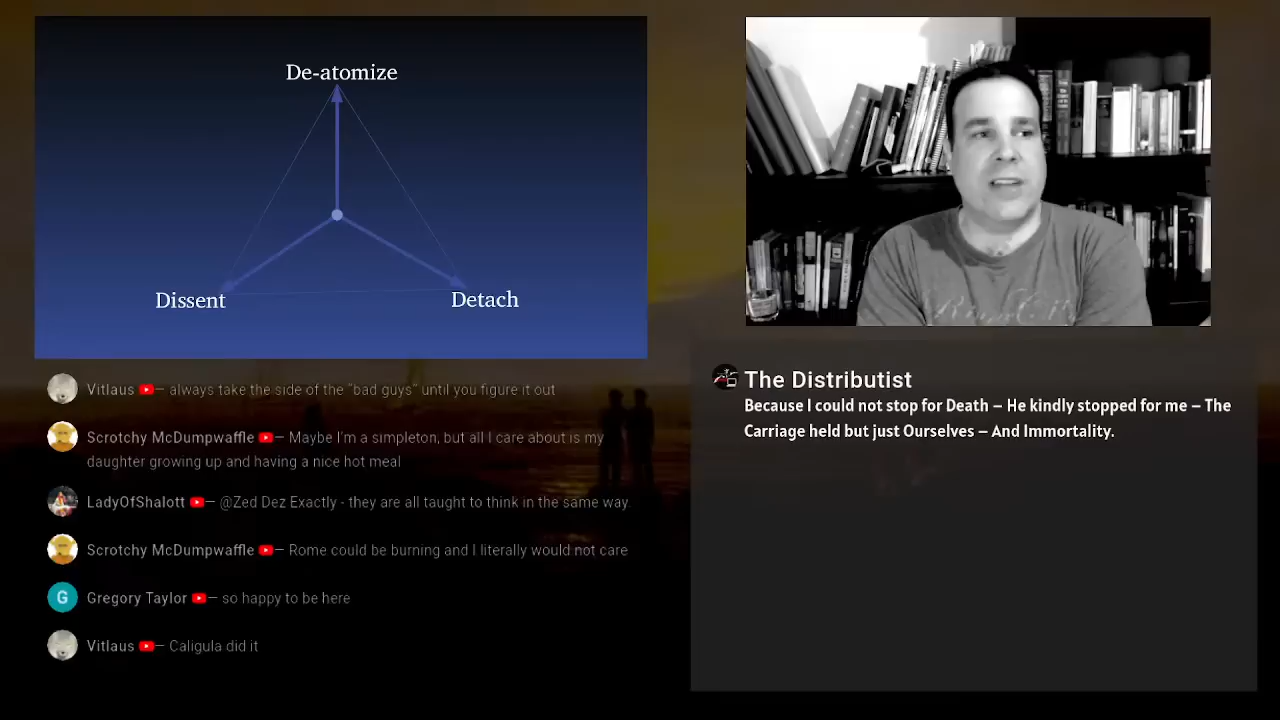 De-atomize
Dissent
Detach
Vitlaus — always take the side of the "bad guys" until you figure it out
Scrotchy McDumpwaffle — Maybe I'm a simpleton, but all I care about is my
daughter growing up and having a nice hot meal
LadyOfShalott — @Zed Dez Exactly - they are all taught to think in the same way.
Scrotchy McDumpwaffle — Rome could be burning and I literally would not care
G Gregory Taylor — so happy to be here
Vitlaus — Caligula did it
The Distributist
Because I could not stop for Death – He kindly stopped for me – The
Carriage held but just Ourselves – And Immortality.